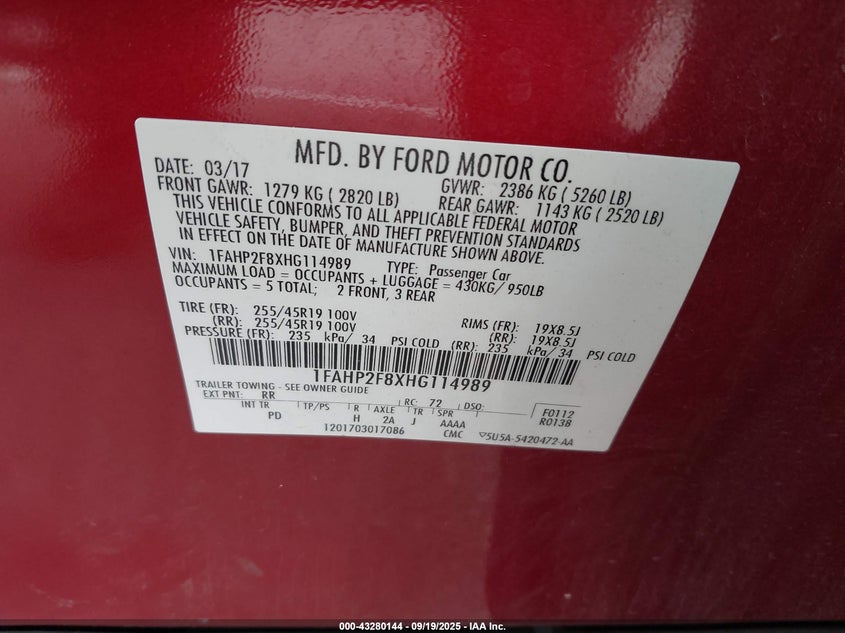 MFD. BY FORD MOTOR CO.
DATE: 03/17 GVWR: 2386 KG ( 5260 LB)
FRONT GAWR: 1279 KG ( 2820 LB) REAR GAWR: 1143 KG ( 2520 LB)
THIS VEHICLE CONFORMS TO ALL APPLICABLE FEDERAL MOTOR
VEHICLE SAFETY, BUMPER, AND THEFT PREVENTION STANDARDS
IN EFFECT ON THE DATE OF MANUFACTURE SHOWN ABOVE.
VIN: 1FAHP2F8XHG114989 TYPE: Passenger Car
MAXIMUM LOAD = OCCUPANTS + LUGGAGE = 430KG/ 950LB
OCCUPANTS = 5 TOTAL; 2 FRONT, 3 REAR
TIRE (FR): 255/45R19 100V RIMS (FR): 19X8.5J
(RR): 255/45R19 100V (RR): 19X8.5J
PRESSURE (FR): 235 kPa/ 34 PSI COLD (RR): 235 kPa/34 PSI COLD
1FAHP2F8XHG114989
TRAILER TOWING - SEE OWNER GUIDE
EXT PNT: RR RC: 72 DSO: F0112
INT TR TP/PS R AXLE TR SPR R0138
PD H 2A J AAAA
1201703017086 CMC 5U5A-5420472-AA
000-43280144 - 09/19/2025 - IAA Inc.